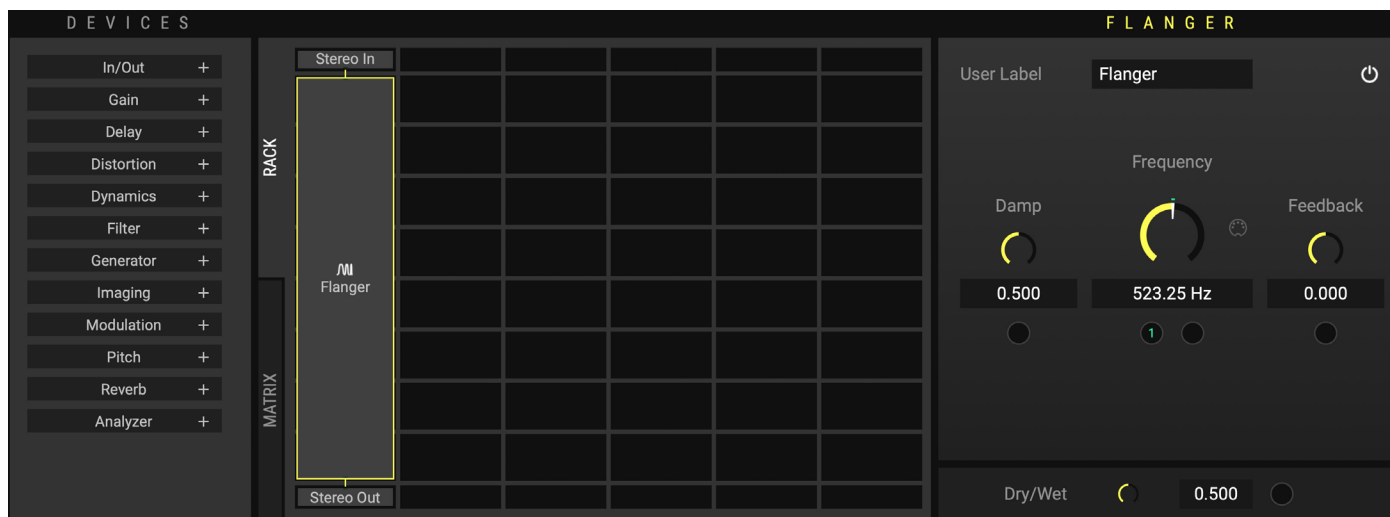 DEVICES
FLANGER
In/Out +
Gain +
Delay +
Distortion +
Dynamics +
Filter +
Generator +
Imaging +
Modulation +
Pitch +
Reverb +
Analyzer +
RACK
MATRIX
Stereo In
Flanger
Stereo Out
User Label Flanger
Frequency
Damp
Feedback
0.500 523.25 Hz 0.000
1
Dry/Wet 0.500